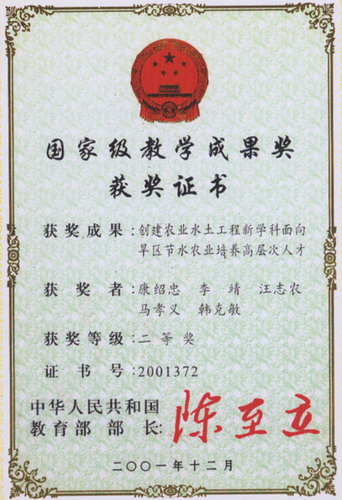 国家级教学成果奖
获奖证书
获奖成果:创建农业水土工程新学科面向
旱区节水农业培养高层次人才
获奖者:康绍忠 李靖 汪志农
马孝义 韩克敏
获奖等级:二等奖
证书号:2001372
中华人民共和国
教育部部长:陈至立
二〇〇一年十二月